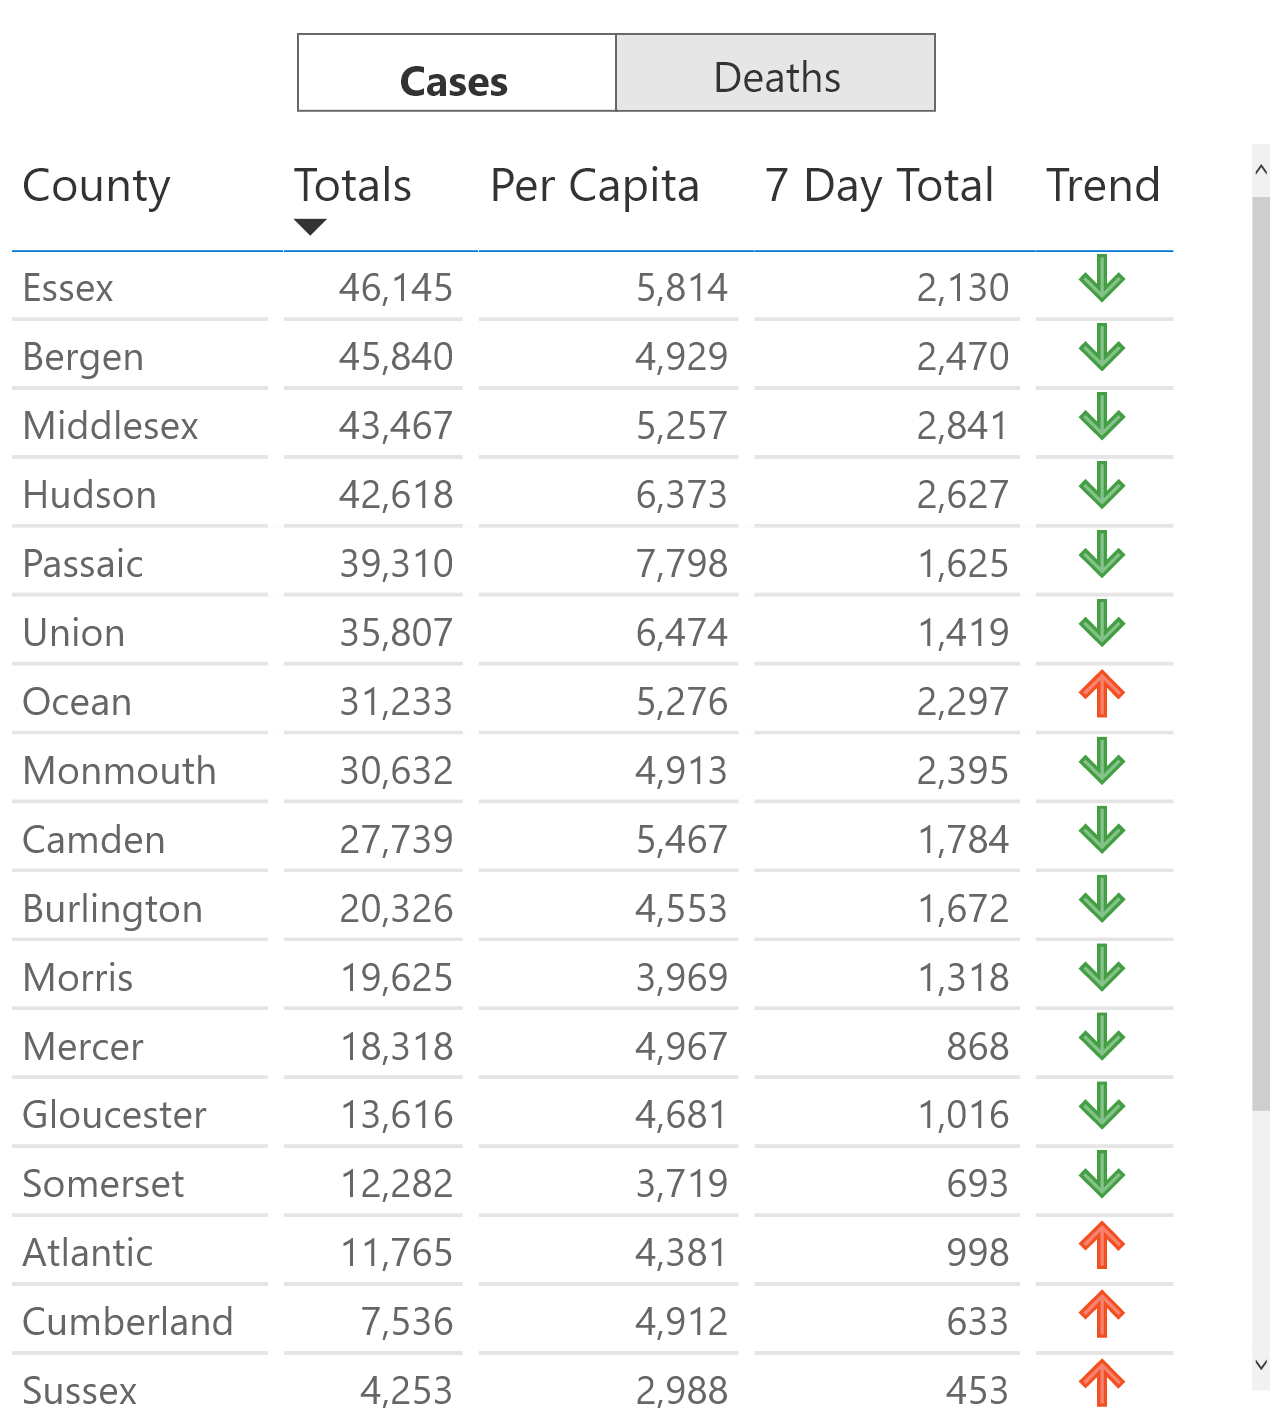 Cases Deaths
County Totals Per Capita 7 Day Total Trend
Essex 46,145 5,814 2,130
Bergen 45,840 4,929 2,470
Middlesex 43,467 5,257 2,841
Hudson 42,618 6,373 2,627
Passaic 39,310 7,798 1,625
Union 35,807 6,474 1,419
Ocean 31,233 5,276 2,297
Monmouth 30,632 4,913 2,395
Camden 27,739 5,467 1,784
Burlington 20,326 4,553 1,672
Morris 19,625 3,969 1,318
Mercer 18,318 4,967 868
Gloucester 13,616 4,681 1,016
Somerset 12,282 3,719 693
Atlantic 11,765 4,381 998
Cumberland 7,536 4,912 633
Sussex 4,253 2,988 453